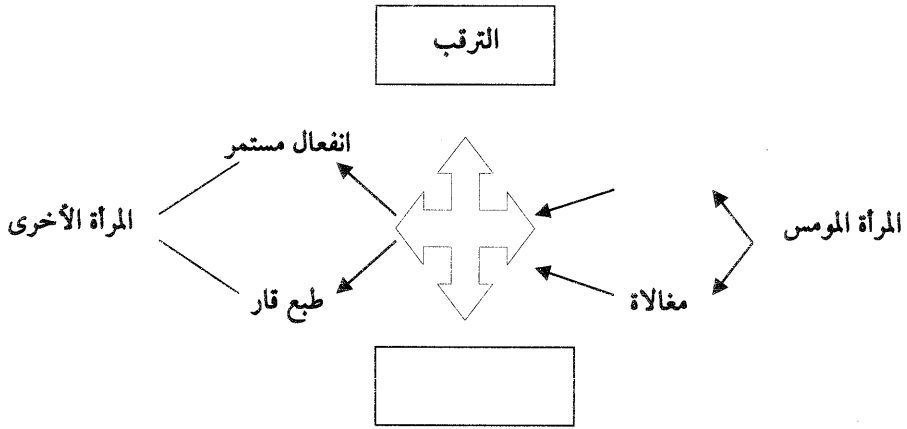 الترقب
انفعال مستمر
المرأة المومس
المرأة الأخرى
مغالاة
طبع قار